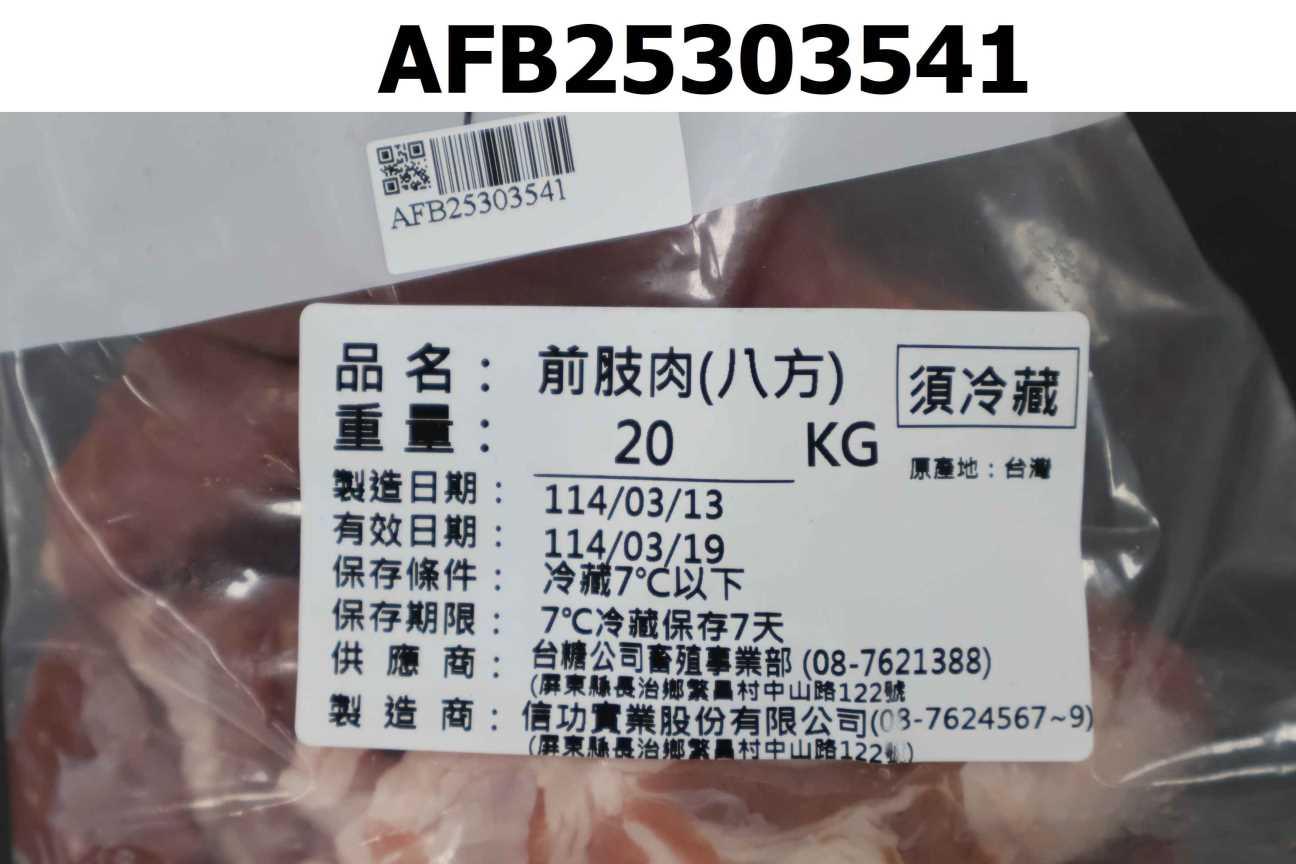 AFB25303541
AFB25303541
品名： 前肢肉(八方)
須冷藏
重量： 20 KG
原產地：台灣
製造日期： 114/03/13
有效日期： 114/03/19
保存條件： 冷藏7℃以下
保存期限： 7℃冷藏保存7天
供應商： 台糖公司畜殖事業部 (08-7621388)
(屏東縣長治鄉繁昌村中山路122號
製造商： 信功實業股份有限公司(08-7624567~9)
(屏東縣長治鄉繁昌村中山路122號)